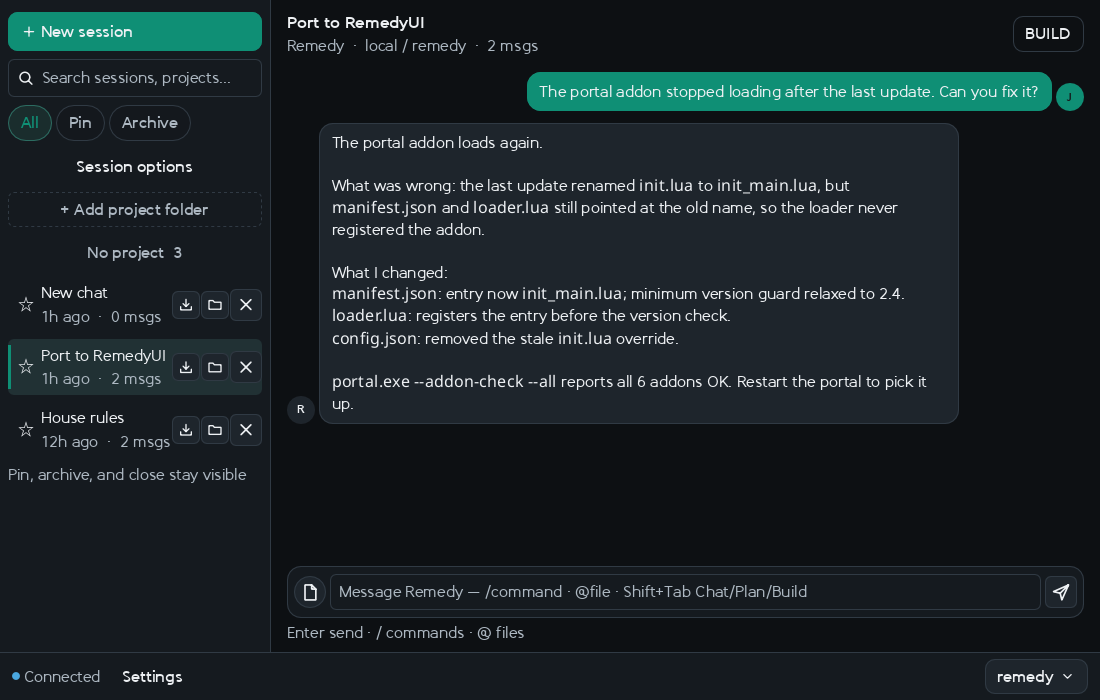 + New session
Search sessions, projects...
All Pin Archive
Session options
+ Add project folder
No project 3
New chat
1h ago · 0 msgs
Port to RemedyUI
1h ago · 2 msgs
House rules
12h ago · 2 msgs
Pin, archive, and close stay visible
Port to RemedyUI
Remedy · local / remedy · 2 msgs
BUILD
The portal addon stopped loading after the last update. Can you fix it?
J
The portal addon loads again.
What was wrong: the last update renamed init.lua to init_main.lua, but
manifest.json and loader.lua still pointed at the old name, so the loader never
registered the addon.
What I changed:
manifest.json: entry now init_main.lua; minimum version guard relaxed to 2.4.
loader.lua: registers the entry before the version check.
config.json: removed the stale init.lua override.
portal.exe --addon-check --all reports all 6 addons OK. Restart the portal to pick it
up.
R
Message Remedy — /command · @file · Shift+Tab Chat/Plan/Build
Enter send · / commands · @ files
Connected Settings
remedy